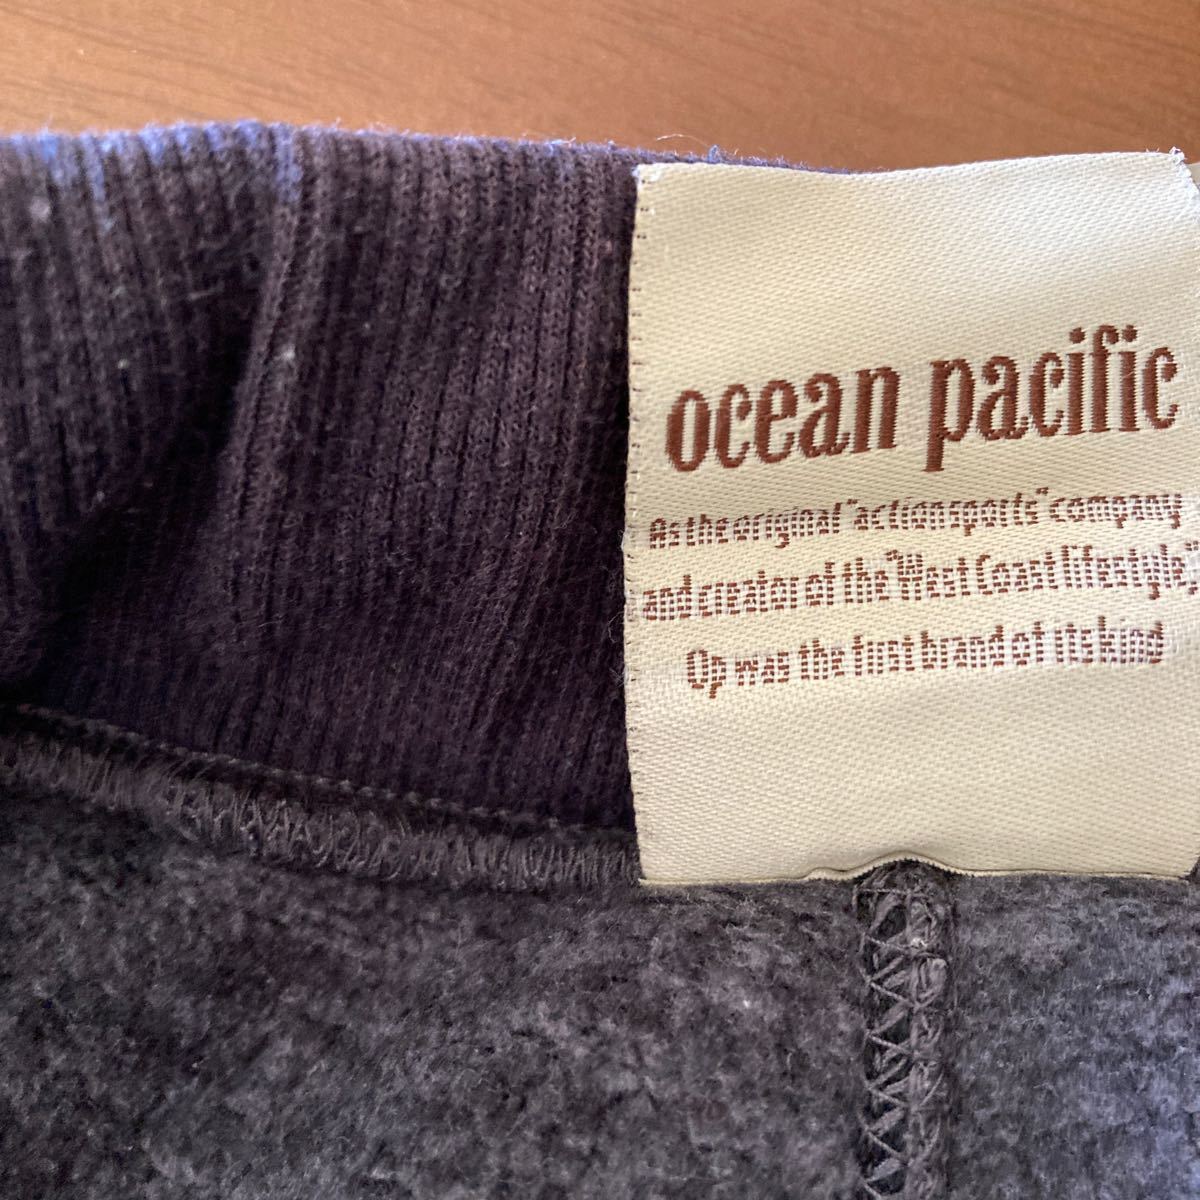 ocean pacific
As the original "action sports" company
and creator of the "West Coast lifestyle",
Op was the first brand of its kind